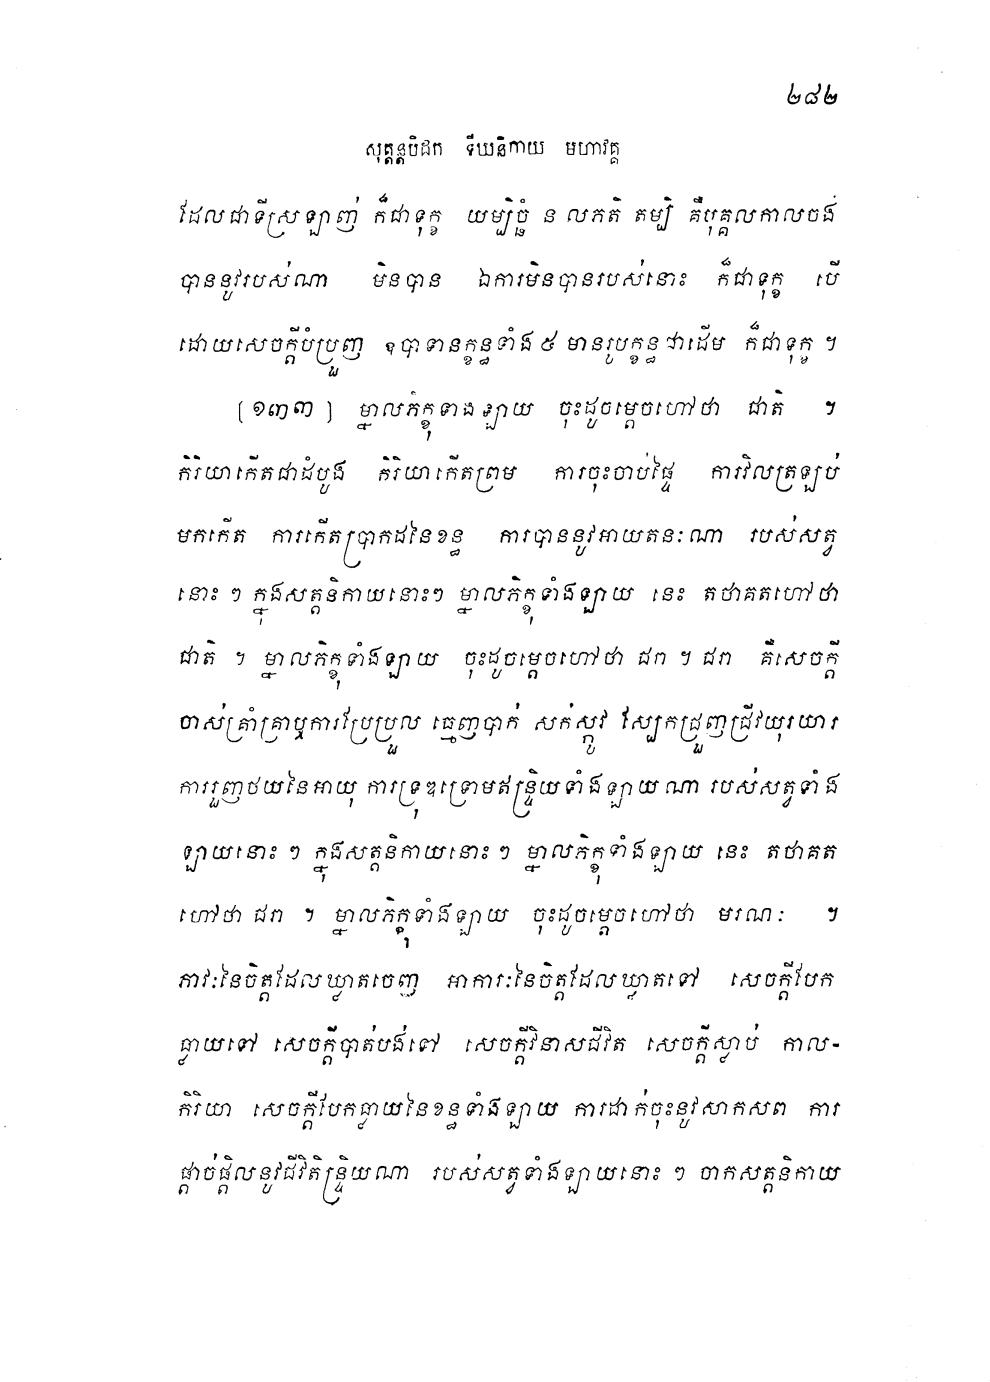 ២៨២
សុត្តន្តបិដក ទីឃនិកាយ មហាវគ្គ
ដែលជាទីស្រឡាញ់ ក៏ជាទុក្ខ យម្បិច្ឆំ ន លភតិ តម្បិ គឺបុគ្គលកាលចង់
បាននូវរបស់ណា មិនបាន ឯការមិនបានរបស់នោះ ក៏ជាទុក្ខ បើ
ដោយសេចក្តីបំប្រួញ ឧបាទានក្ខន្ធទាំង ៥ មានរូបក្ខន្ធជាដើម ក៏ជាទុក្ខ ។
[១៣៣] ម្នាលភិក្ខុទាំងឡាយ ចុះដូចម្តេចហៅថា ជាតិ ។
កិរិយាកើតជាដំបូង កិរិយាកើតព្រម ការចុះចាប់ផ្ទៃ ការវិលត្រឡប់
មកកើត ការកើតប្រាកដនៃខន្ធ ការបាននូវអាយតនៈណា របស់សត្វ
នោះ ៗ ក្នុងសត្តនិកាយនោះៗ ម្នាលភិក្ខុទាំងឡាយ នេះ តថាគតហៅថា
ជាតិ ។ ម្នាលភិក្ខុទាំងឡាយ ចុះដូចម្តេចហៅថា ជរា ។ ជរា គឺសេចក្តី
ចាស់គ្រាំគ្រាឬការប្រែប្រួល ធ្មេញបាក់ សក់ស្កូវ ស្បែកជ្រួញជ្រីវយុរយារ
ការរួញថយនៃអាយុ ការទ្រុឌទ្រោមឥន្ទ្រិយទាំងឡាយណា របស់សត្វទាំង
ឡាយនោះ ៗ ក្នុងសត្តនិកាយនោះ ៗ ម្នាលភិក្ខុទាំងឡាយ នេះ តថាគត
ហៅថា ជរា ។ ម្នាលភិក្ខុទាំងឡាយ ចុះដូចម្តេចហៅថា មរណៈ ។
ភាវៈនៃចិត្តដែលឃ្លាតចេញ អាការៈនៃចិត្តដែលឃ្លាតទៅ សេចក្តីបែក
ធ្លាយទៅ សេចក្តីបាត់បង់ទៅ សេចក្តីវិនាសជីវិត សេចក្តីស្លាប់ កាល-
កិរិយា សេចក្តីបែកធ្លាយនៃខន្ធទាំងឡាយ ការដាក់ចុះនូវសាកសព ការ
ផ្តាច់ផ្តិលនូវជីវិតិន្ទ្រិយណា របស់សត្វទាំងឡាយនោះ ៗ ចាកសត្តនិកាយ